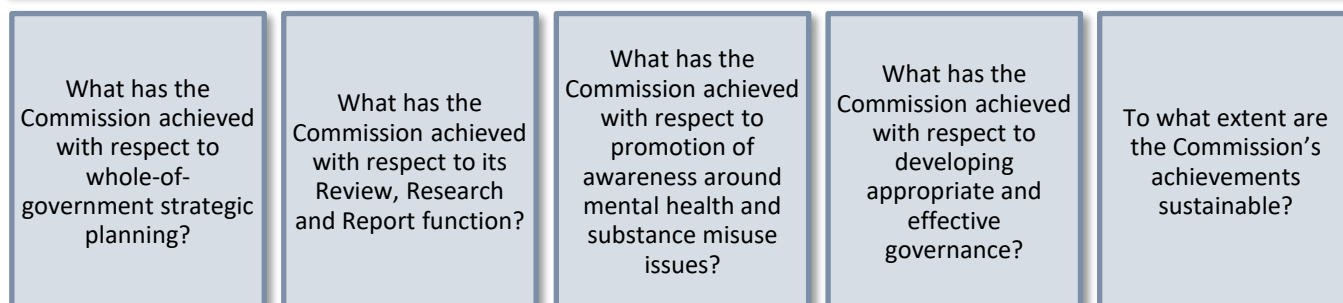 What has the
Commission achieved
with respect to
whole-of-
government strategic
planning?
What has the
Commission achieved
with respect to its
Review, Research
and Report function?
What has the
Commission achieved
with respect to
promotion of
awareness around
mental health and
substance misuse
issues?
What has the
Commission achieved
with respect to
developing
appropriate and
effective
governance?
To what extent are
the Commission’s
achievements
sustainable?